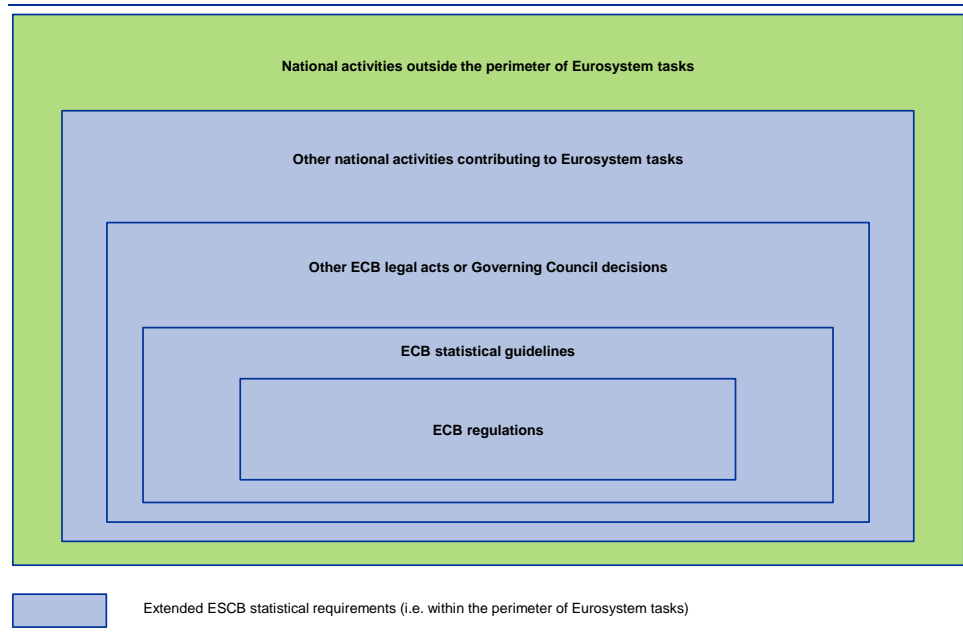 National activities outside the perimeter of Eurosystem tasks
Other national activities contributing to Eurosystem tasks
Other ECB legal acts or Governing Council decisions
ECB statistical guidelines
ECB regulations
Extended ESCB statistical requirements (i.e. within the perimeter of Eurosystem tasks)